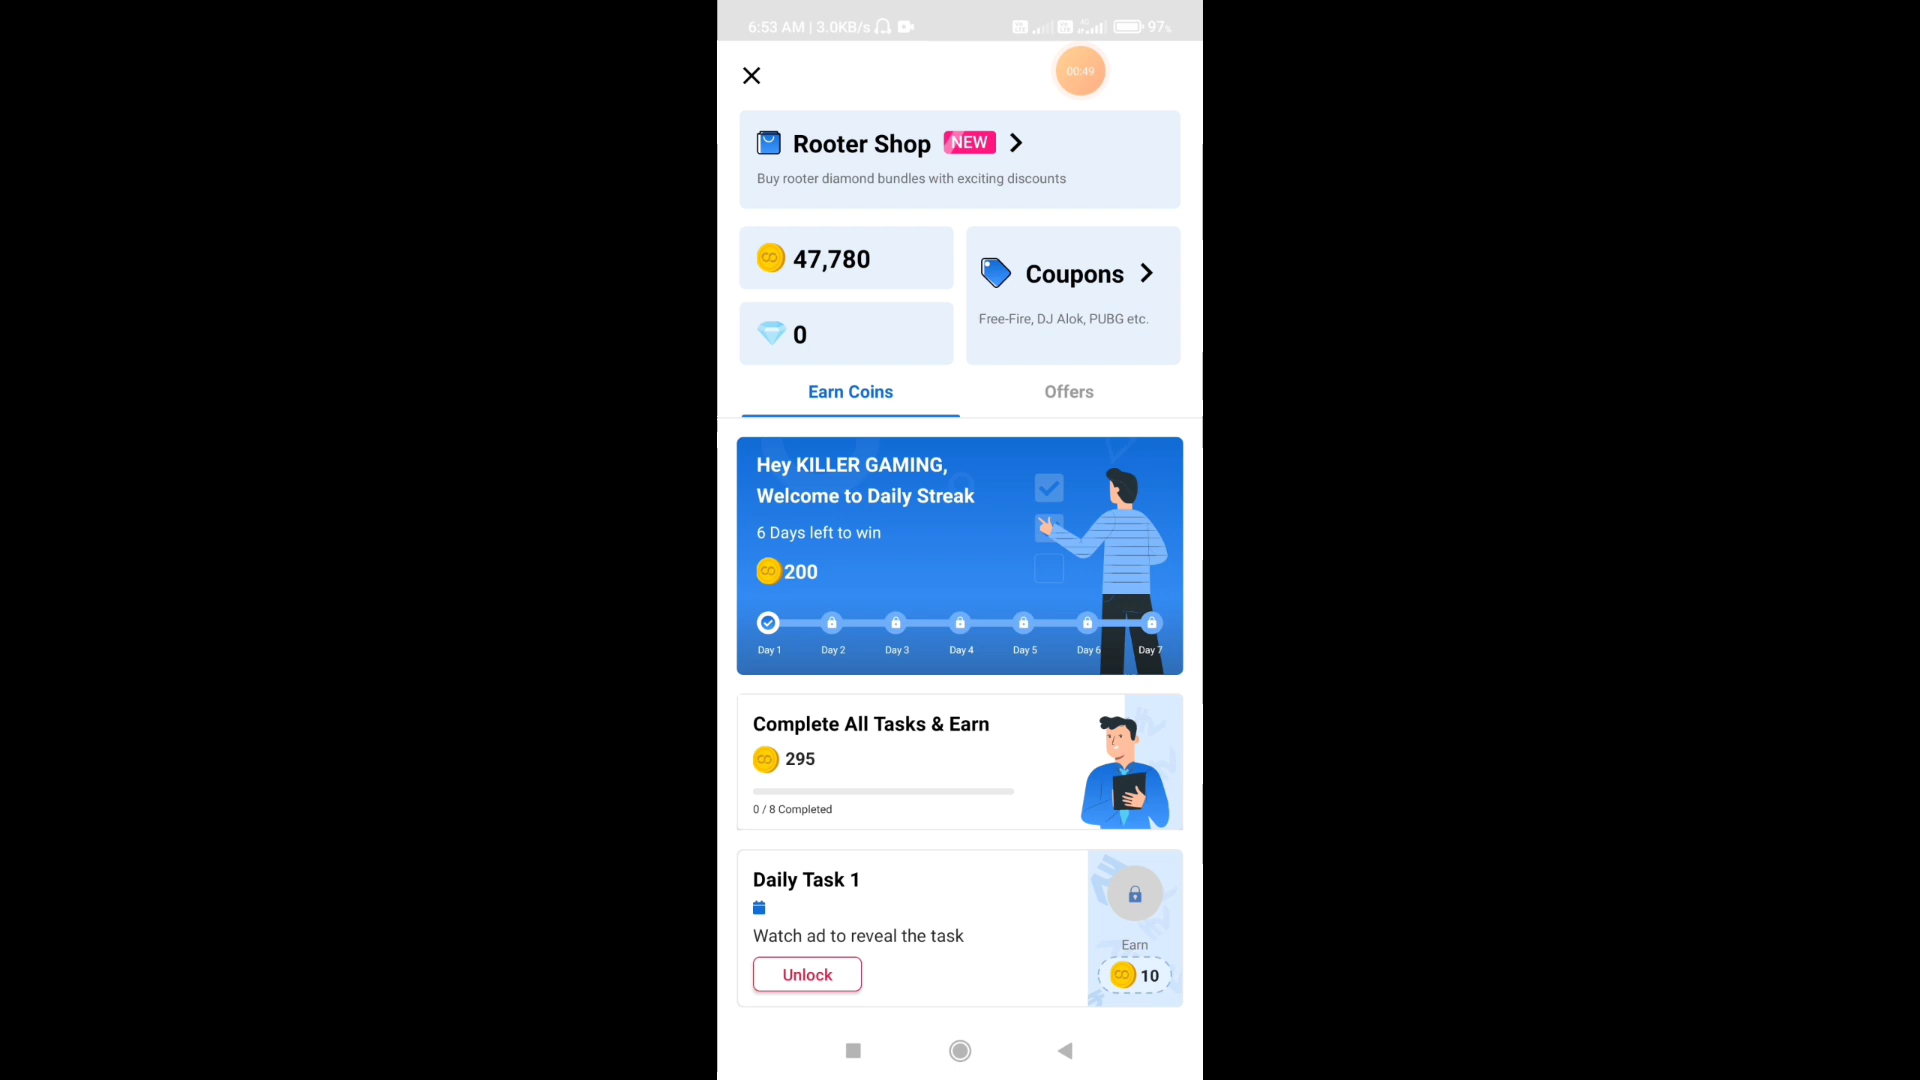 6:53 AM | 3.0KB/s
97%
00:49
Rooter Shop NEW
Buy rooter diamond bundles with exciting discounts
47,780
Coupons
0
Free-Fire, DJ Alok, PUBG etc.
Earn Coins
Offers
Hey KILLER GAMING,
Welcome to Daily Streak
6 Days left to win
200
Day 1 Day 2 Day 3 Day 4 Day 5 Day 6 Day 7
Complete All Tasks & Earn
295
0 / 8 Completed
Daily Task 1
Watch ad to reveal the task
Unlock
Earn
10